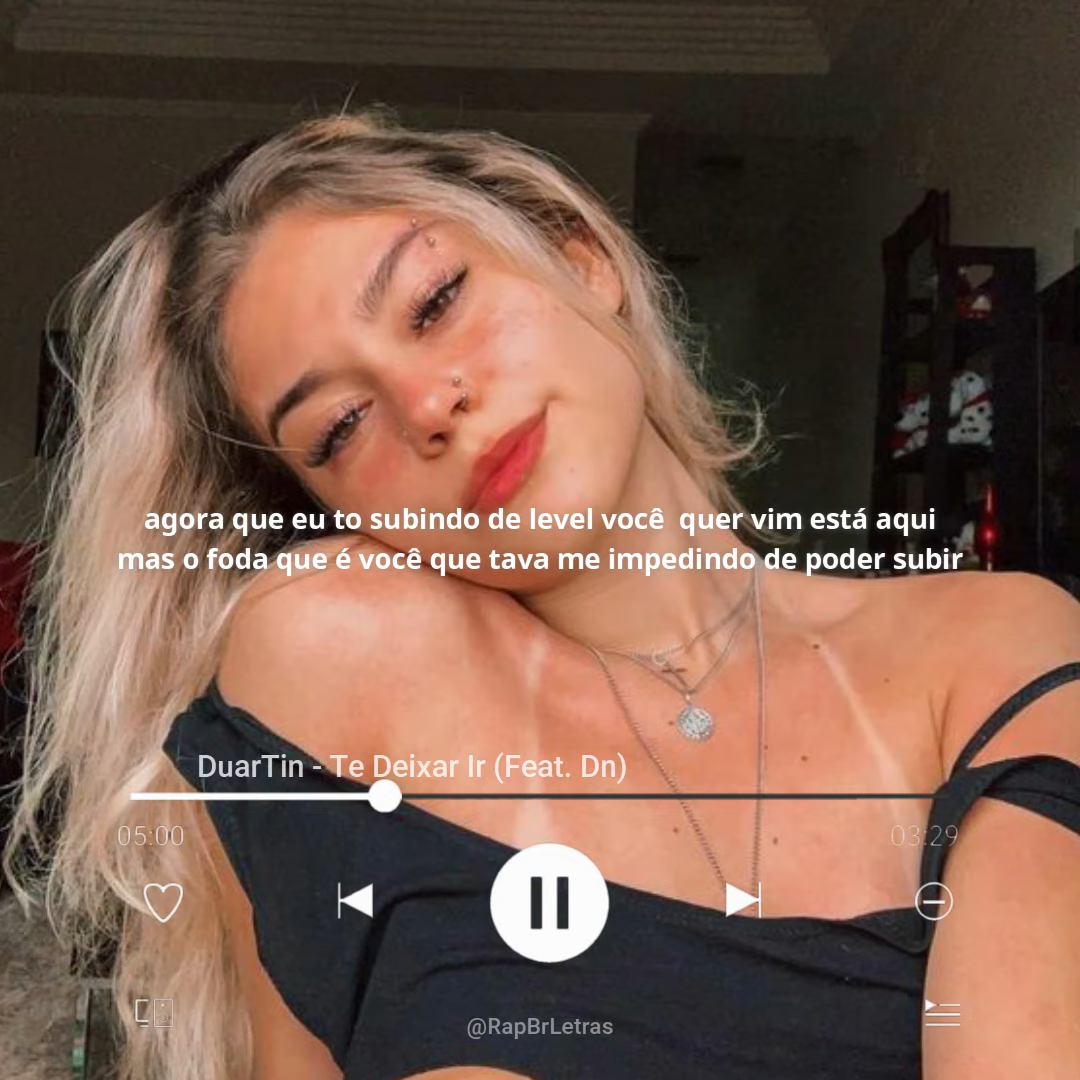 agora que eu to subindo de level você  quer vim está aqui
mas o foda que é você que tava me impedindo de poder subir
DuarTin - Te Deixar Ir (Feat. Dn)
05:00
03:29
@RapBrLetras